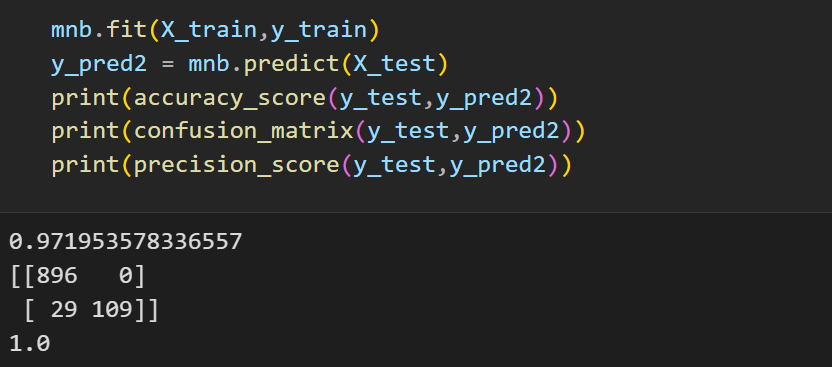 mnb.fit(X_train,y_train)
y_pred2 = mnb.predict(X_test)
print(accuracy_score(y_test,y_pred2))
print(confusion_matrix(y_test,y_pred2))
print(precision_score(y_test,y_pred2))
0.971953578336557
[[896   0]
 [ 29 109]]
1.0